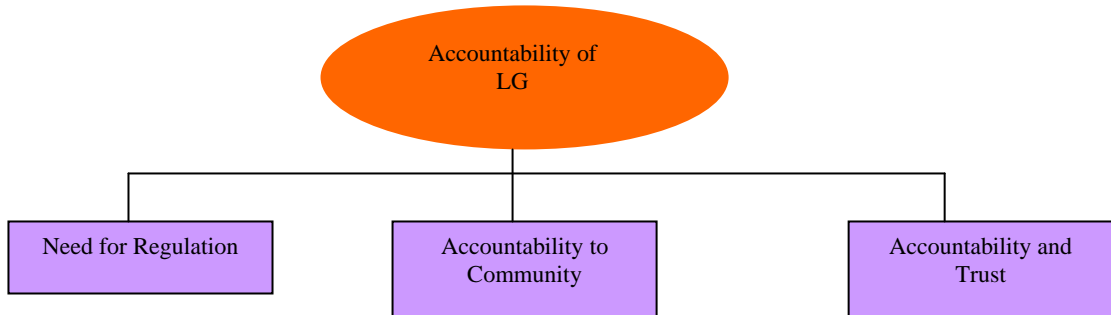 Accountability of
LG
Need for Regulation
Accountability to
Community
Accountability and
Trust